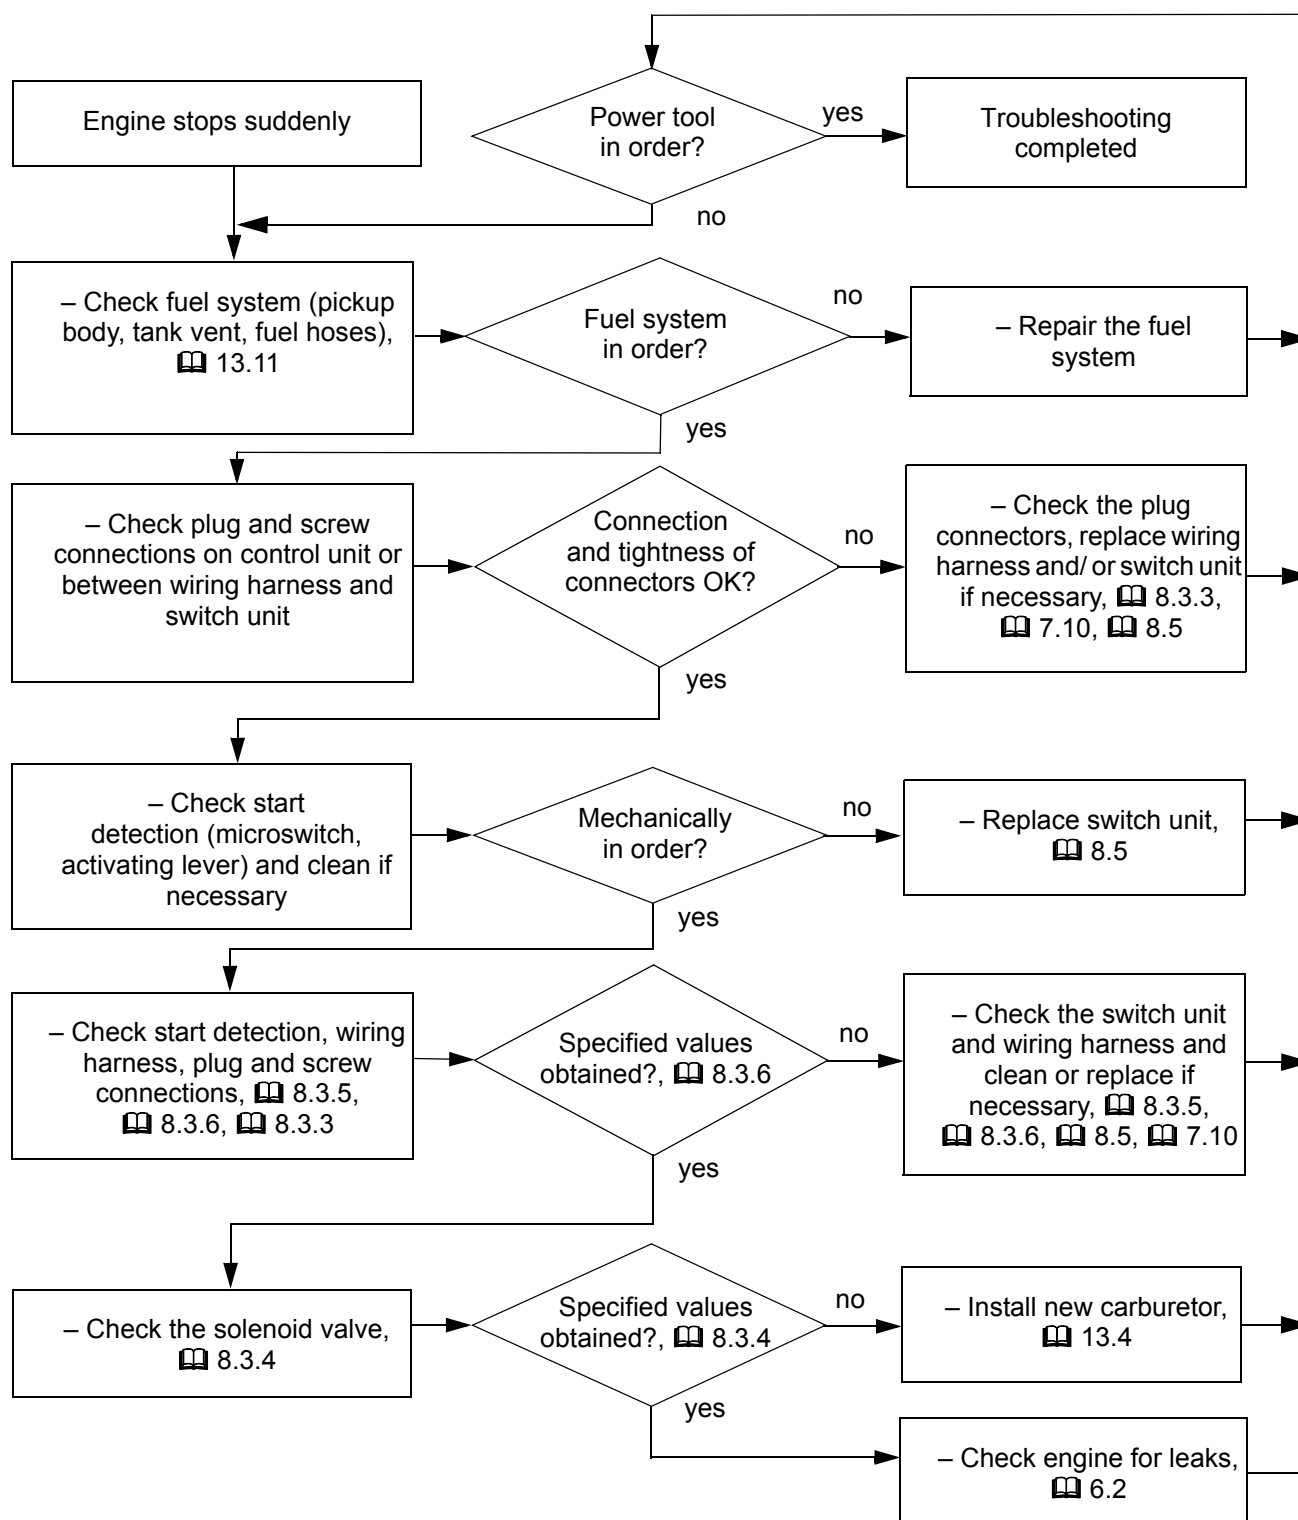 Engine stops suddenly
Power tool
in order?
yes
Troubleshooting
completed
no
– Check fuel system (pickup
body, tank vent, fuel hoses),
13.11
Fuel system
in order?
no
– Repair the fuel
system
yes
– Check plug and screw
connections on control unit or
between wiring harness and
switch unit
Connection
and tightness of
connectors OK?
no
– Check the plug
connectors, replace wiring
harness and/ or switch unit
if necessary, 8.3.3,
7.10, 8.5
yes
– Check start
detection (microswitch,
activating lever) and clean if
necessary
Mechanically
in order?
no
– Replace switch unit,
8.5
yes
– Check start detection, wiring
harness, plug and screw
connections, 8.3.5,
8.3.6, 8.3.3
Specified values
obtained?, 8.3.6
no
– Check the switch unit
and wiring harness and
clean or replace if
necessary, 8.3.5,
8.3.6, 8.5, 7.10
yes
– Check the solenoid valve,
8.3.4
Specified values
obtained?, 8.3.4
no
– Install new carburetor,
13.4
yes
– Check engine for leaks,
6.2